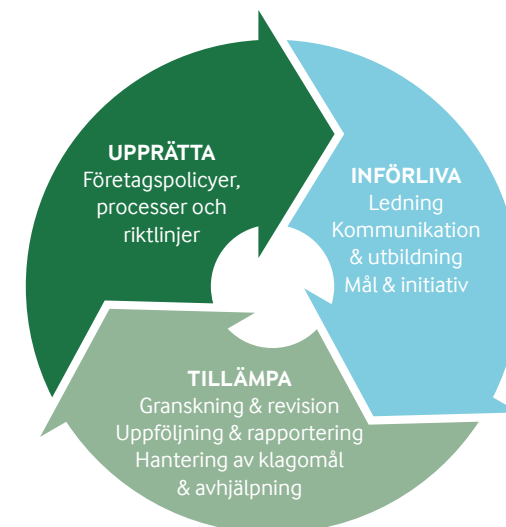 UPPRÄTTA
Företagspolicyer,
processer och
riktlinjer
INFÖRLIVA
Ledning
Kommunikation
& utbildning
Mål & initiativ
TILLÄMPA
Granskning & revision
Uppföljning & rapportering
Hantering av klagomål
& avhjälpning